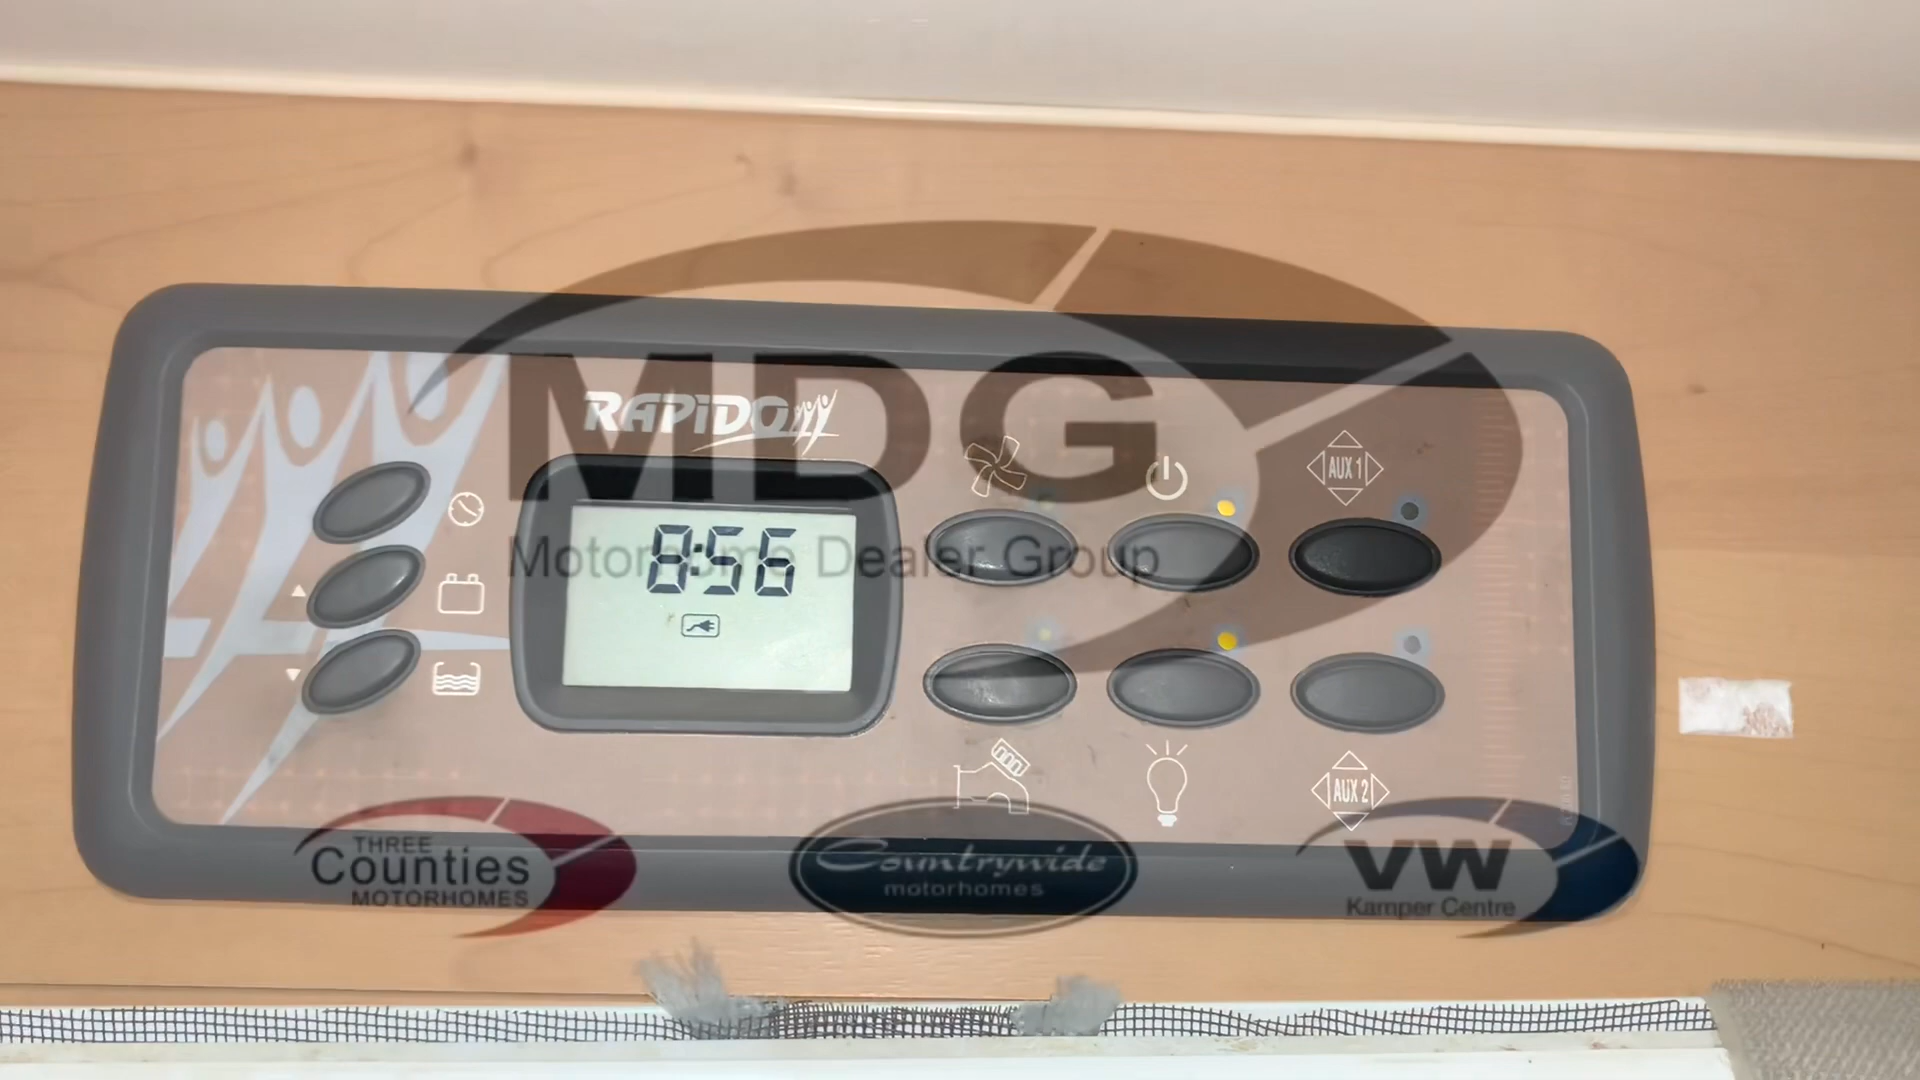 MDG
Motorhome Dealer Group
RAPIDO
8:56
AUX 1
AUX 2
THREE
Counties
MOTORHOMES
Countrywide
motorhomes
VW
Kamper Centre